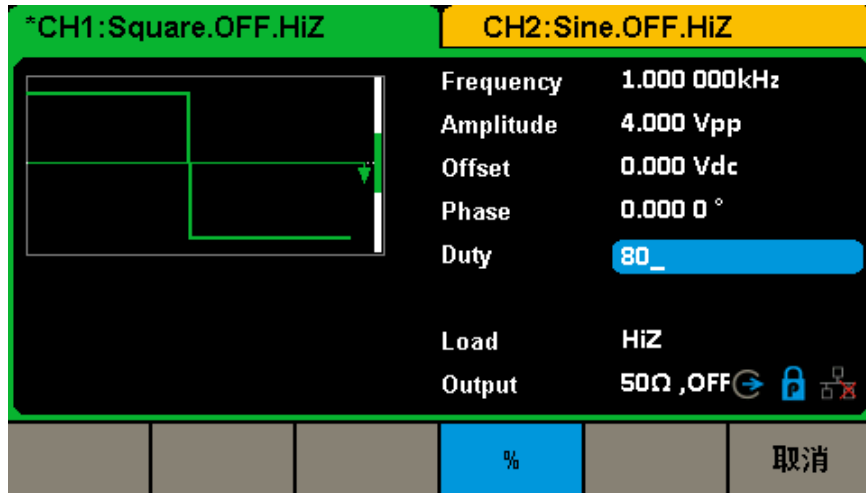 *CH1:Square.OFF.HiZ CH2:Sine.OFF.HiZ
Frequency 1.000 000kHz
Amplitude 4.000 Vpp
Offset 0.000 Vdc
Phase 0.000 0 °
Duty 80_
Load HiZ
Output 50Ω ,OFF
% 取消